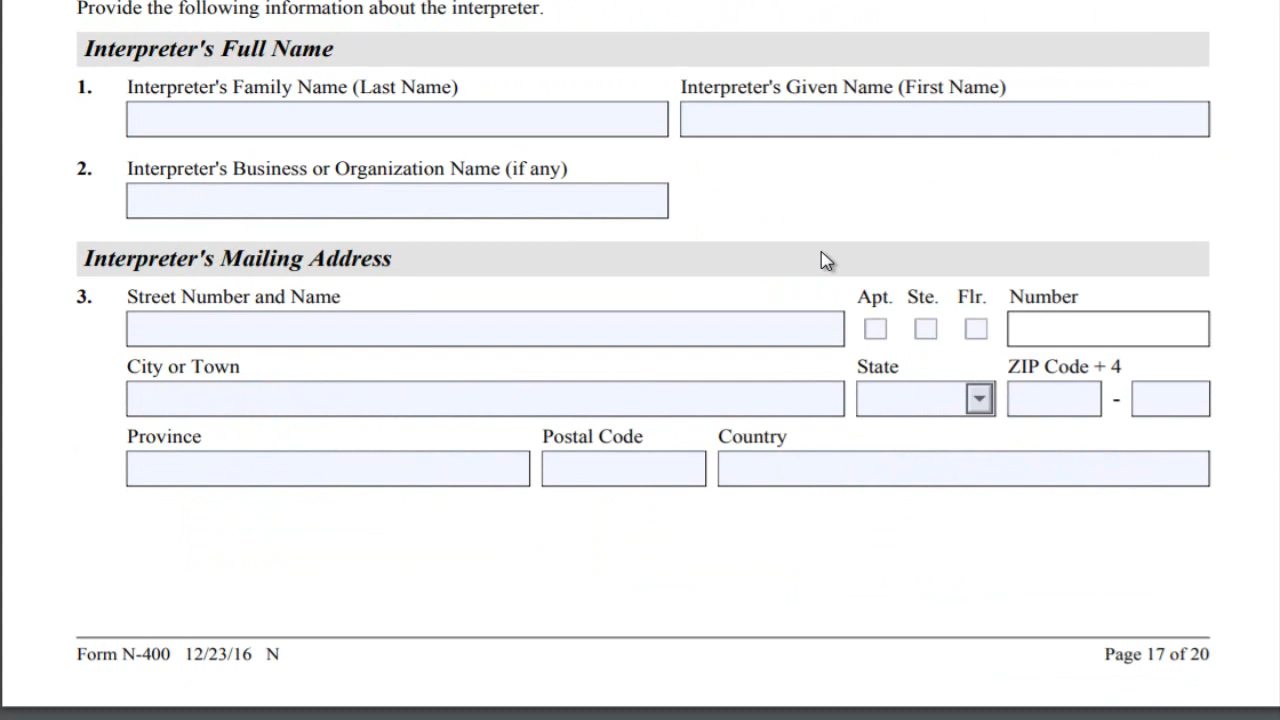 Provide the following information about the interpreter.
Interpreter's Full Name
1. Interpreter's Family Name (Last Name) Interpreter's Given Name (First Name)
2. Interpreter's Business or Organization Name (if any)
Interpreter's Mailing Address
3. Street Number and Name Apt. Ste. Flr. Number
City or Town State ZIP Code + 4
-
Province Postal Code Country
Form N-400 12/23/16 N Page 17 of 20